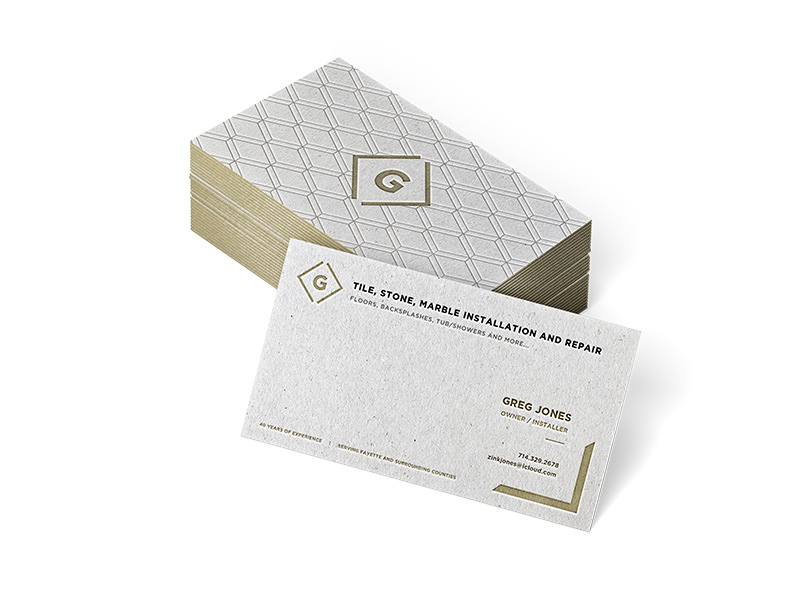 G
G
TILE, STONE, MARBLE INSTALLATION AND REPAIR
FLOORS, BACKSPLASHES, TUB/SHOWERS AND MORE...
GREG JONES
OWNER / INSTALLER
714.329.2678
zinkjones@icloud.com
40 YEARS OF EXPERIENCE | SERVING FAYETTE AND SURROUNDING COUNTIES